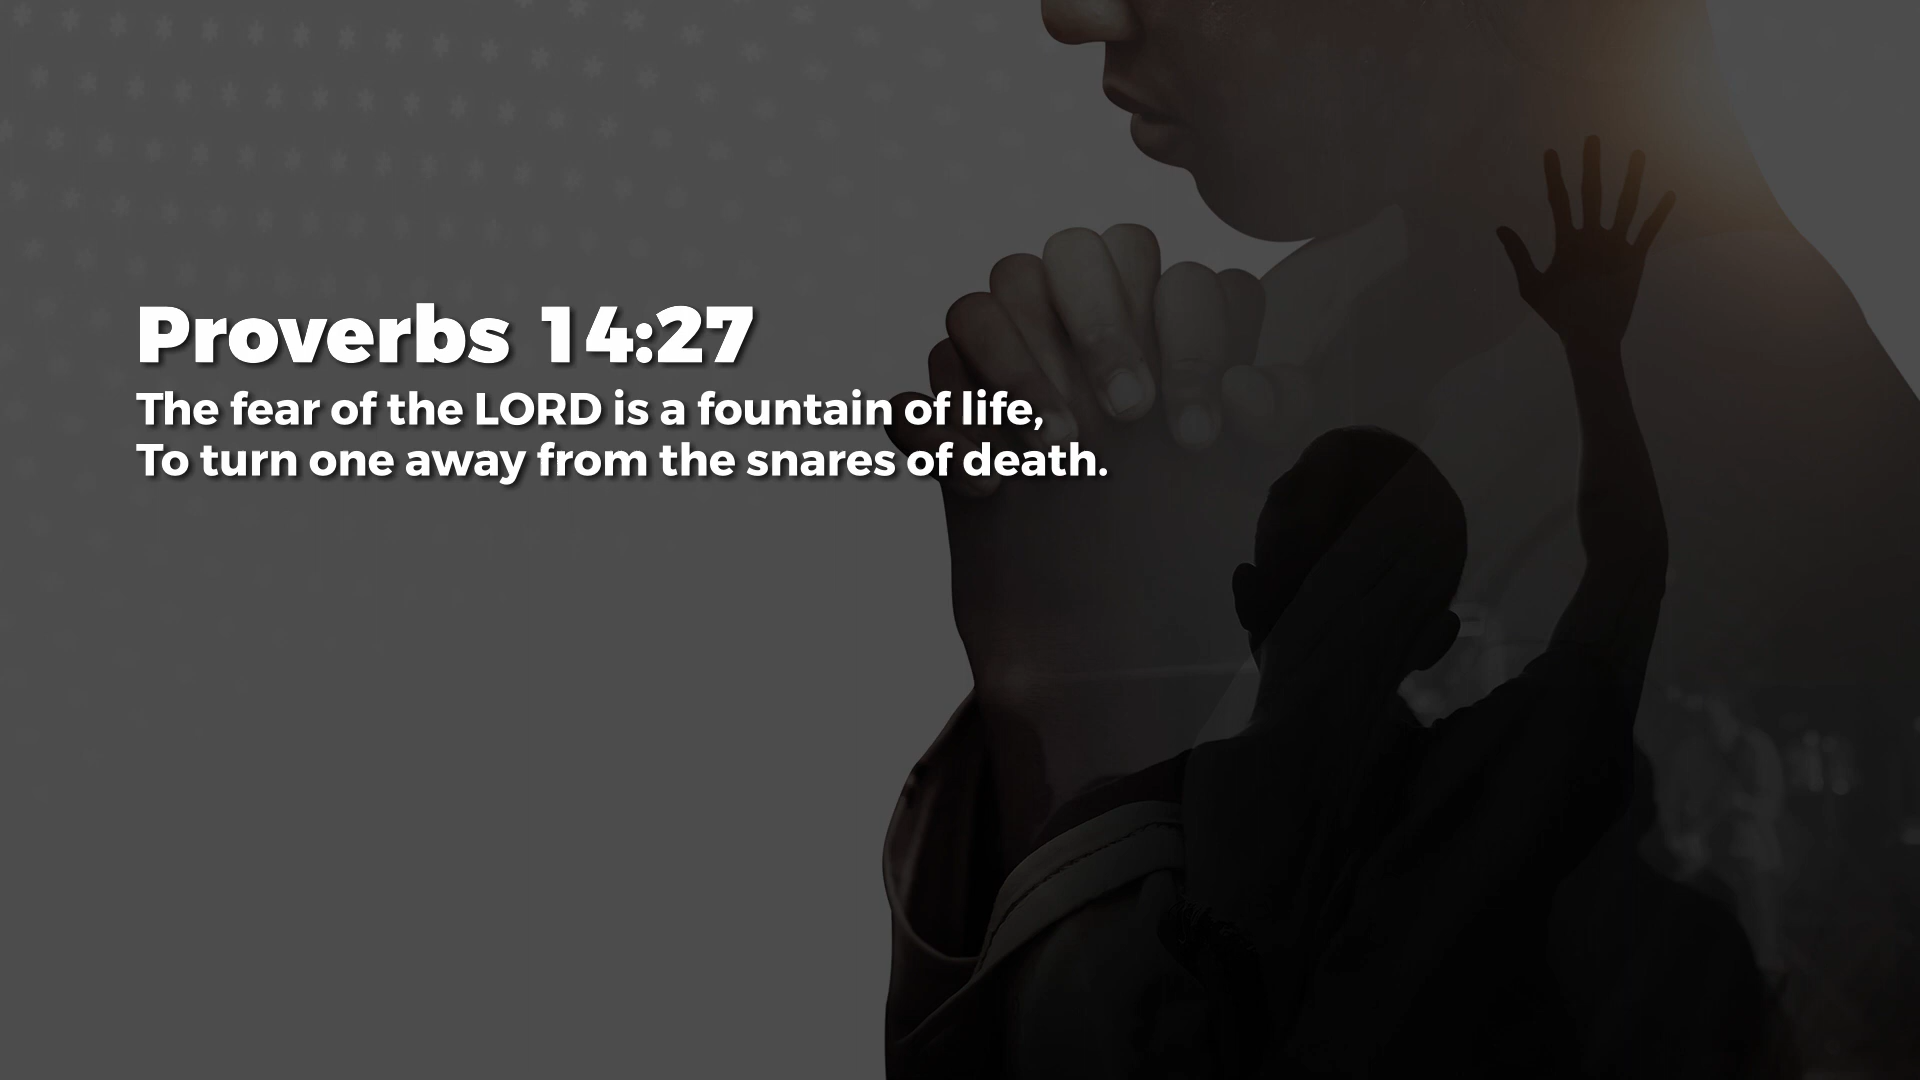 Proverbs 14:27
The fear of the LORD is a fountain of life,
To turn one away from the snares of death.